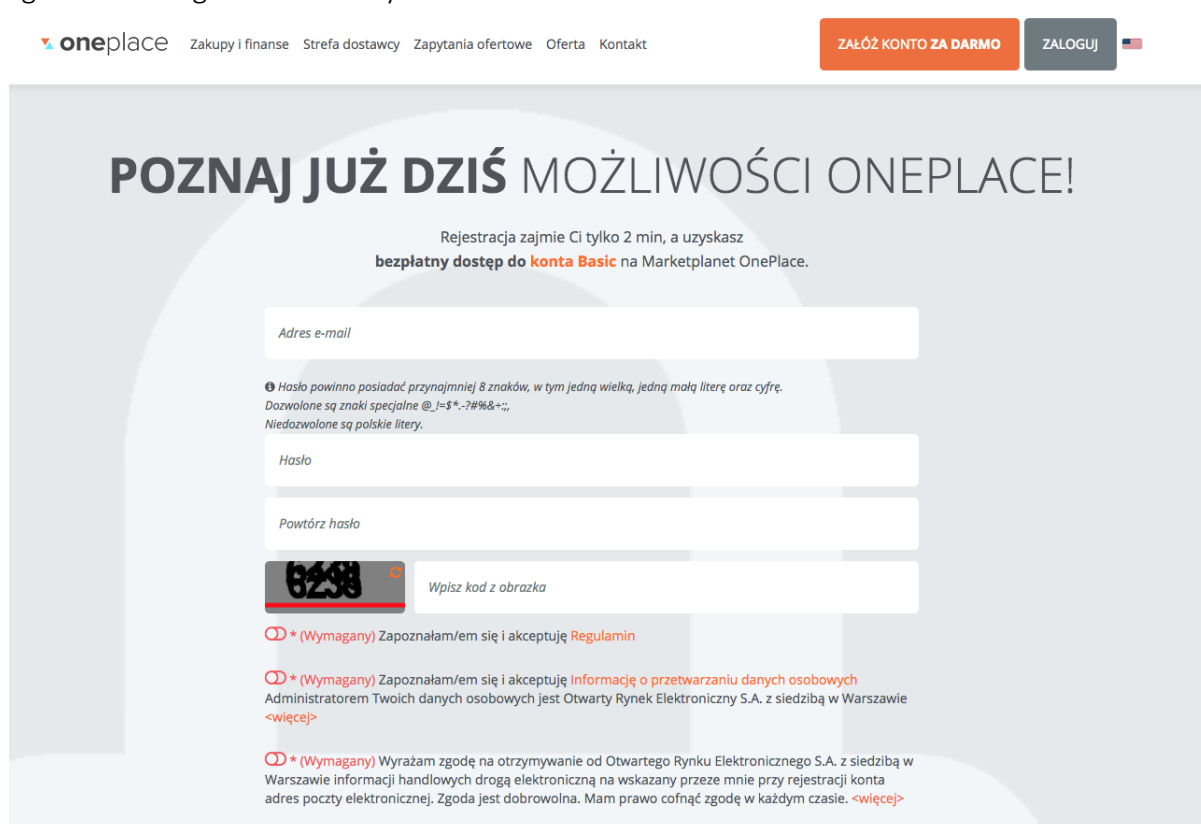 oneplace Zakupy i finanse Strefa dostawcy Zapytania ofertowe Oferta Kontakt ZAŁÓŻ KONTO ZA DARMO ZALOGUJ
POZNAJ JUŻ DZIŚ MOŻLIWOŚCI ONEPLACE!
Rejestracja zajmie Ci tylko 2 min, a uzyskasz
bezpłatny dostęp do konta Basic na Marketplanet OnePlace.
Adres e-mail
Hasło powinno posiadać przynajmniej 8 znaków, w tym jedną wielką, jedną małą literę oraz cyfrę.
Dozwolone są znaki specjalne @_!=$*.-?#%&+:;,
Niedozwolone są polskie litery.
Hasło
Powtórz hasło
Wpisz kod z obrazka
* (Wymagany) Zapoznałam/em się i akceptuję Regulamin
* (Wymagany) Zapoznałam/em się i akceptuję Informację o przetwarzaniu danych osobowych
Administratorem Twoich danych osobowych jest Otwarty Rynek Elektroniczny S.A. z siedzibą w Warszawie
<więcej>
* (Wymagany) Wyrażam zgodę na otrzymywanie od Otwartego Rynku Elektronicznego S.A. z siedzibą w
Warszawie informacji handlowych drogą elektroniczną na wskazany przeze mnie przy rejestracji konta
adres poczty elektronicznej. Zgoda jest dobrowolna. Mam prawo cofnąć zgodę w każdym czasie. <więcej>